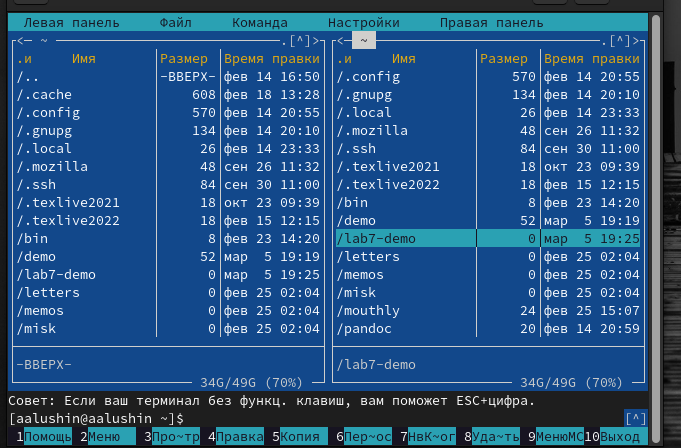 Левая панель Файл Команда Настройки Правая панель
<— ~ .[^]> <— ~ .[^]>
.и Имя Размер Время правки .и Имя Размер Время правки
/.. -ВВЕРХ- фев 14 16:50 /.config 570 фев 14 20:55
/.cache 608 фев 18 13:28 /.gnupg 134 фев 14 20:10
/.config 570 фев 14 20:55 /.local 26 фев 14 23:33
/.gnupg 134 фев 14 20:10 /.mozilla 48 сен 26 11:32
/.local 26 фев 14 23:33 /.ssh 84 сен 30 11:00
/.mozilla 48 сен 26 11:32 /.texlive2021 18 окт 23 09:39
/.ssh 84 сен 30 11:00 /.texlive2022 18 фев 15 12:15
/.texlive2021 18 окт 23 09:39 /bin 8 фев 23 14:20
/.texlive2022 18 фев 15 12:15 /demo 52 мар 5 19:19
/bin 8 фев 23 14:20 /lab7-demo 0 мар 5 19:25
/demo 52 мар 5 19:19 /letters 0 фев 25 02:04
/lab7-demo 0 мар 5 19:25 /memos 0 фев 25 02:04
/letters 0 фев 25 02:04 /misk 0 фев 25 02:04
/memos 0 фев 25 02:04 /mouthly 24 фев 25 15:07
/misk 0 фев 25 02:04 /pandoc 20 фев 14 20:59
-ВВЕРХ- /lab7-demo
34G/49G (70%) 34G/49G (70%)
Совет: Если ваш терминал без функц. клавиш, вам поможет ESC+цифра.
[aalushin@aalushin ~]$ [^]
1Помощь 2Меню 3Про~тр 4Правка 5Копия 6Пер~ос 7НвК~ог 8Уда~ть 9МенюMC 10Выход